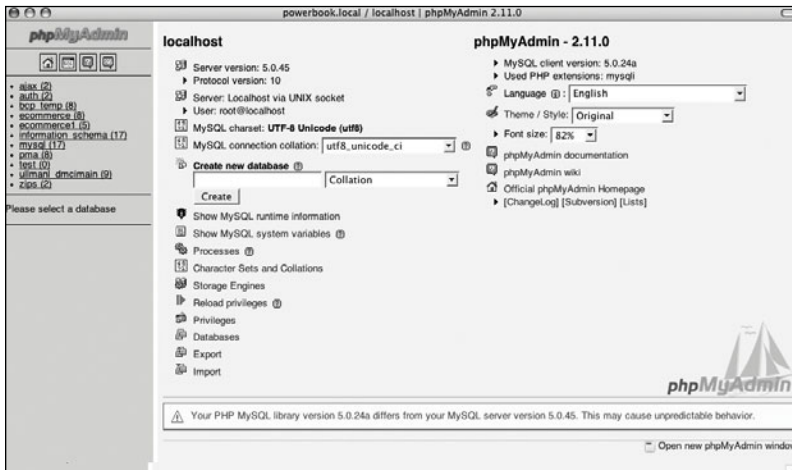 powerbook.local / localhost | phpMyAdmin 2.11.0
phpMyAdmin
ajax (2)
auth (2)
bcp_temp (8)
ecommerce (8)
ecommerce1 (5)
information_schema (17)
mysql (17)
pma (8)
test (0)
ullmanl_dmcimain (9)
zips (2)
Please select a database
localhost
Server version: 5.0.45
Protocol version: 10
Server: Localhost via UNIX socket
User: root@localhost
MySQL charset: UTF-8 Unicode (utf8)
MySQL connection collation: utf8_unicode_ci
Create new database
Collation
Create
Show MySQL runtime information
Show MySQL system variables
Processes
Character Sets and Collations
Storage Engines
Reload privileges
Privileges
Databases
Export
Import
phpMyAdmin - 2.11.0
MySQL client version: 5.0.24a
Used PHP extensions: mysqli
Language : English
Theme / Style: Original
Font size: 82%
phpMyAdmin documentation
phpMyAdmin wiki
Official phpMyAdmin Homepage
[ChangeLog] [Subversion] [Lists]
phpMyAdmin
Your PHP MySQL library version 5.0.24a differs from your MySQL server version 5.0.45. This may cause unpredictable behavior.
Open new phpMyAdmin window